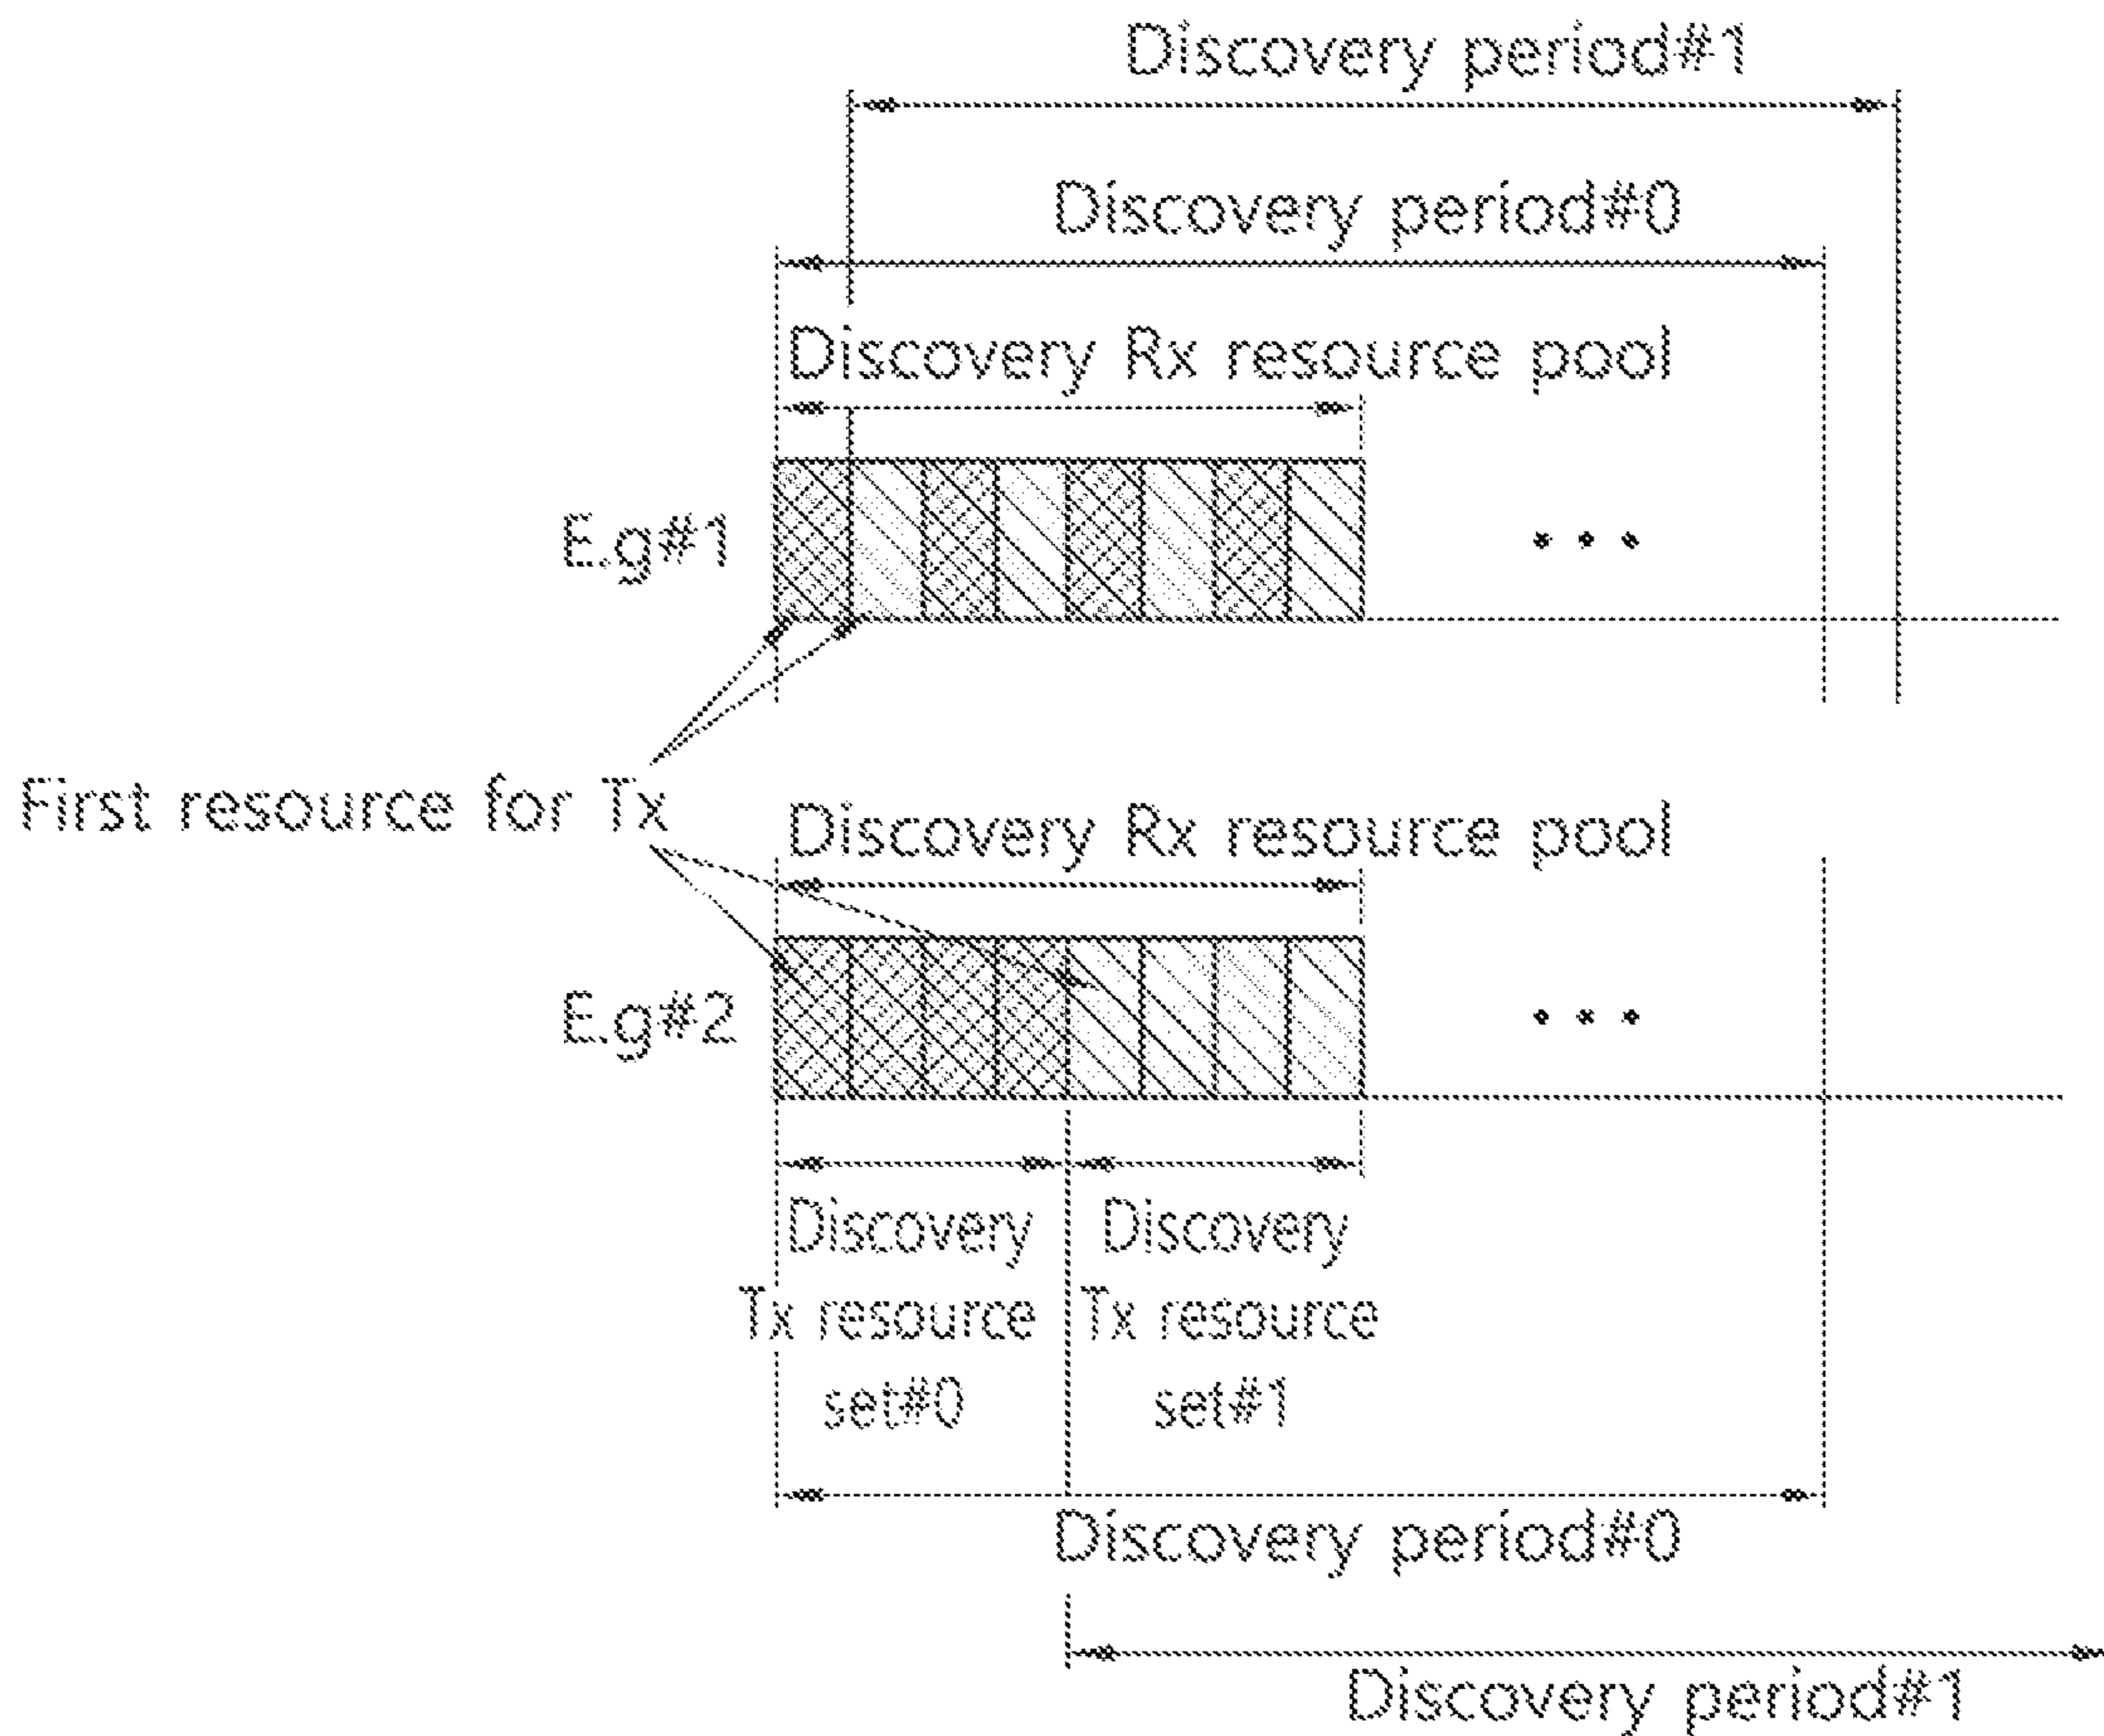 Discovery period#1
Discovery period#0
Discovery Rx resource pool
E.g#1
First resource for Tx
Discovery Rx resource pool
E.g#2
Discovery
Tx resource
set#0
Discovery
Tx resource
set#1
Discovery period#0
Discovery period#1